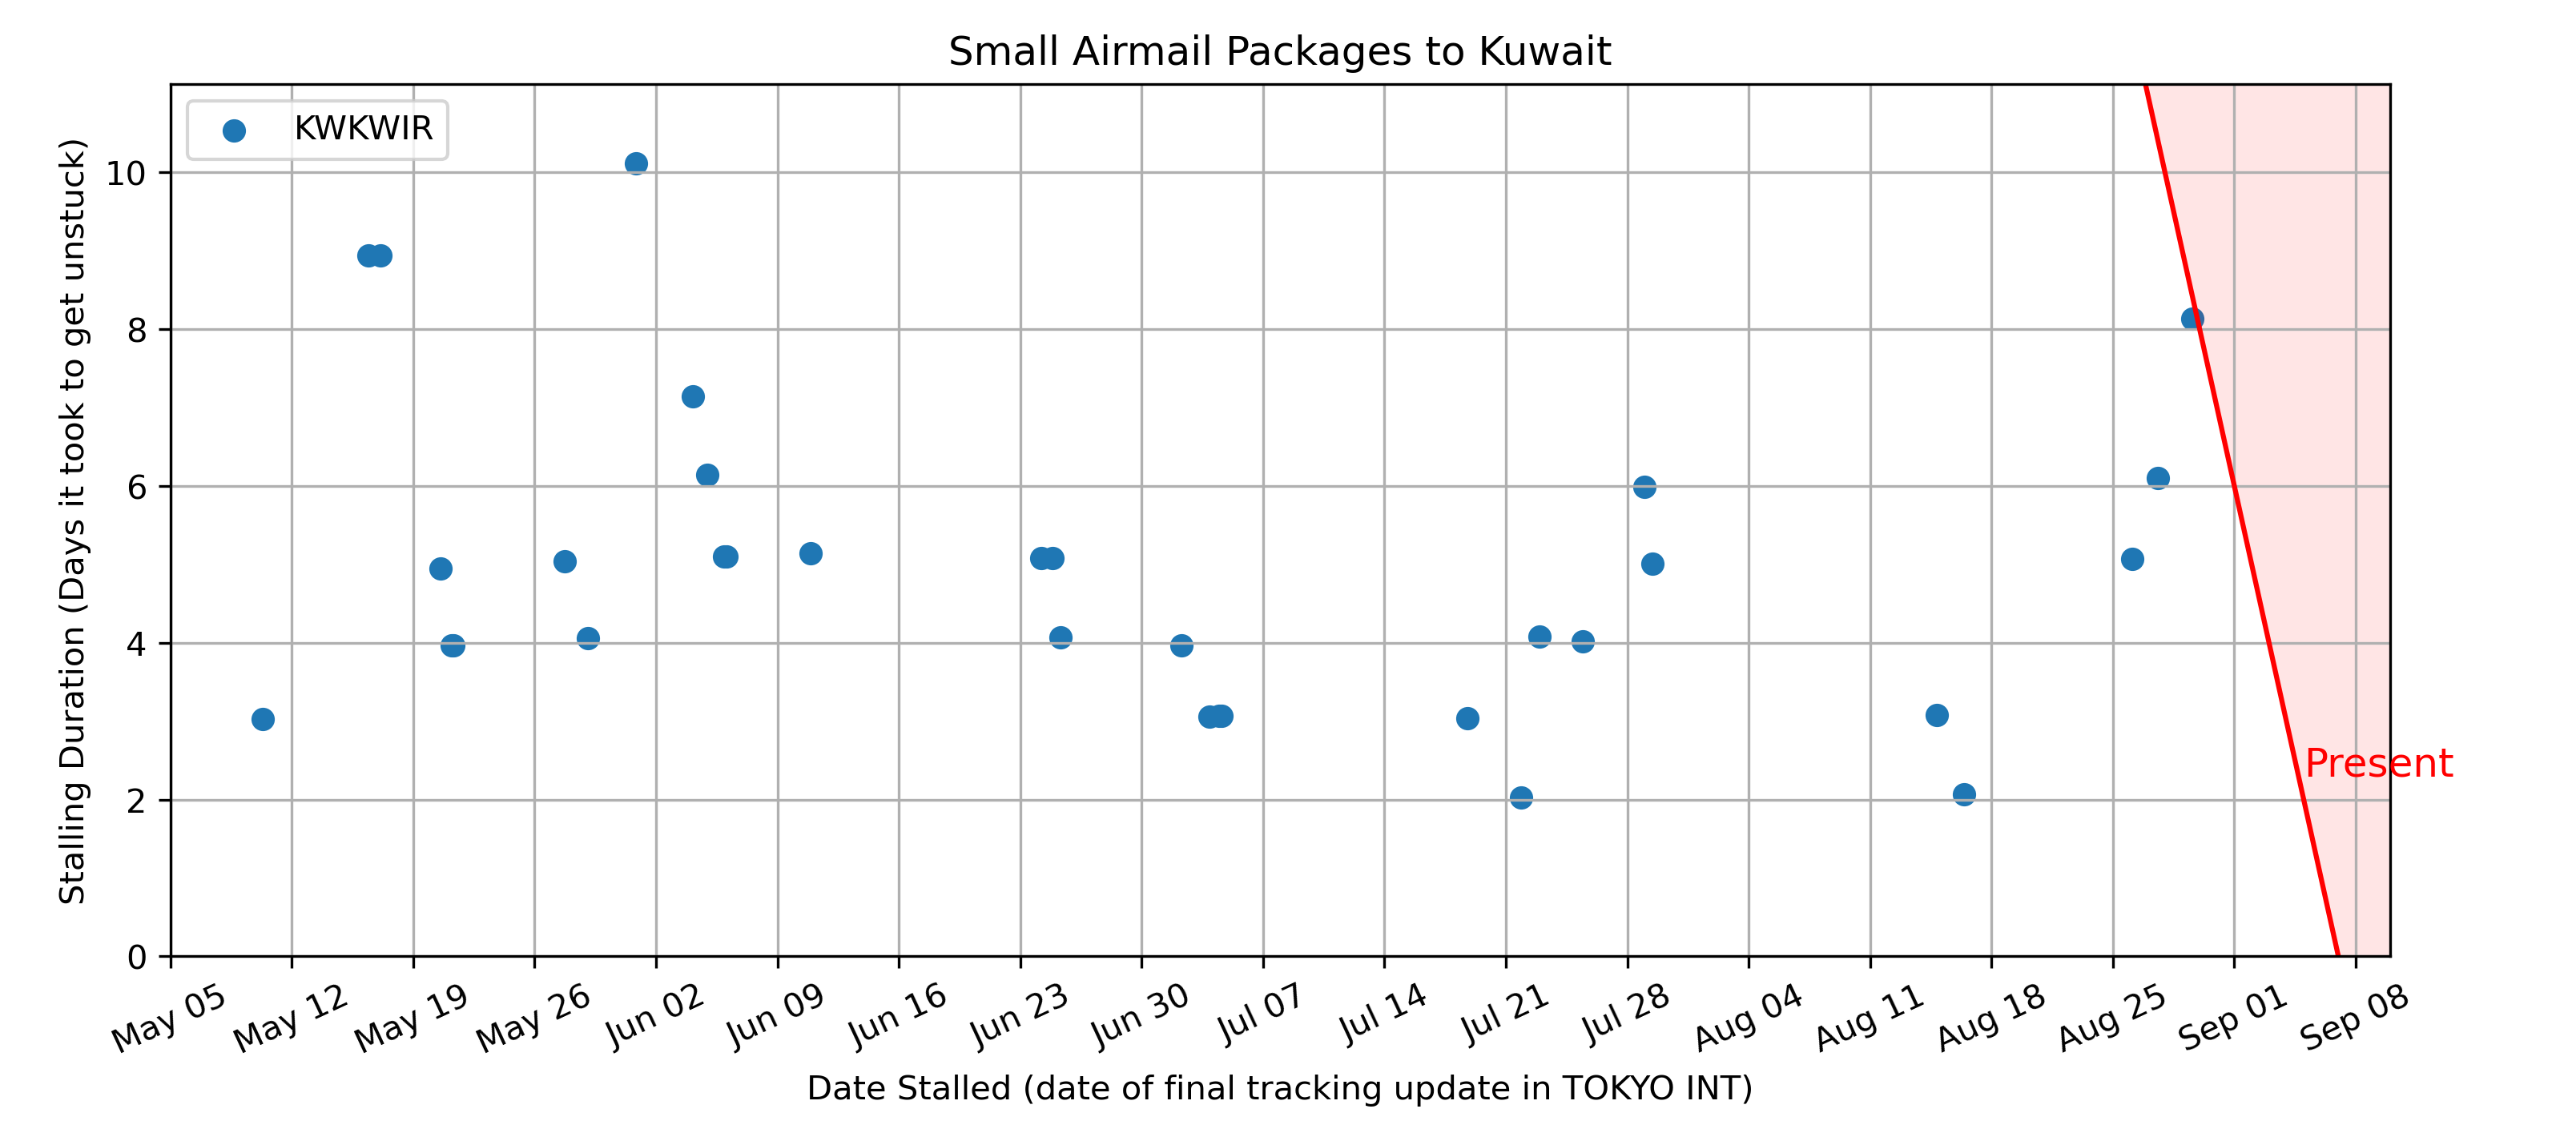 Small Airmail Packages to Kuwait
KWKWIR
Stalling Duration (Days it took to get unstuck)
10
8
6
4
2
0
Present
May 05
May 12
May 19
May 26
Jun 02
Jun 09
Jun 16
Jun 23
Jun 30
Jul 07
Jul 14
Jul 21
Jul 28
Aug 04
Aug 11
Aug 18
Aug 25
Sep 01
Sep 08
Date Stalled (date of final tracking update in TOKYO INT)